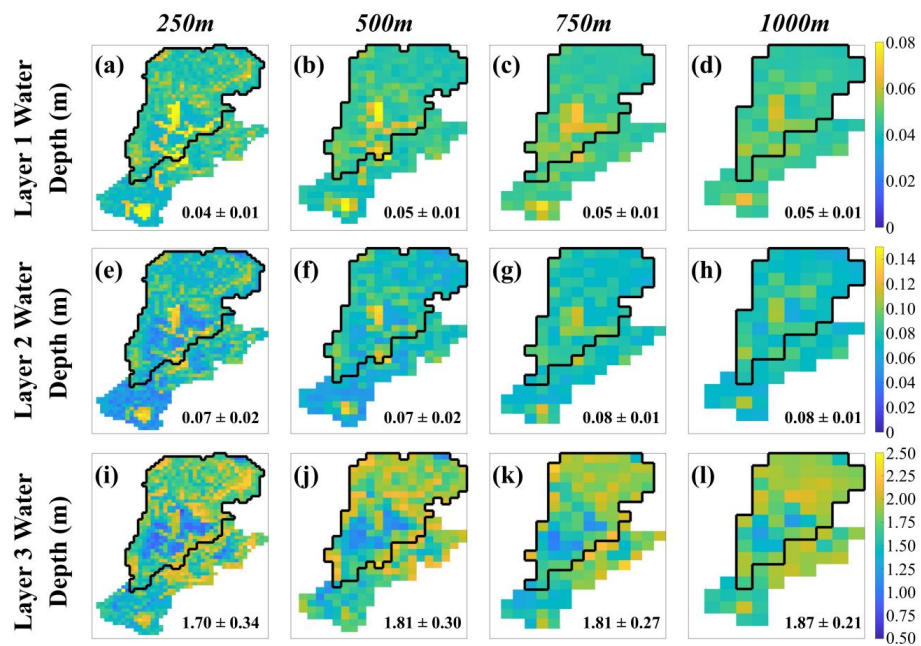 250m 500m 750m 1000m
Layer 1 Water
Depth (m)
(a) (b) (c) (d)
0.04 ± 0.01 0.05 ± 0.01 0.05 ± 0.01 0.05 ± 0.01
0.08
0.06
0.04
0.02
0
Layer 2 Water
Depth (m)
(e) (f) (g) (h)
0.07 ± 0.02 0.07 ± 0.02 0.08 ± 0.01 0.08 ± 0.01
0.14
0.12
0.10
0.08
0.06
0.04
0.02
0
Layer 3 Water
Depth (m)
(i) (j) (k) (l)
1.70 ± 0.34 1.81 ± 0.30 1.81 ± 0.27 1.87 ± 0.21
2.50
2.25
2.00
1.75
1.50
1.25
1.00
0.75
0.50